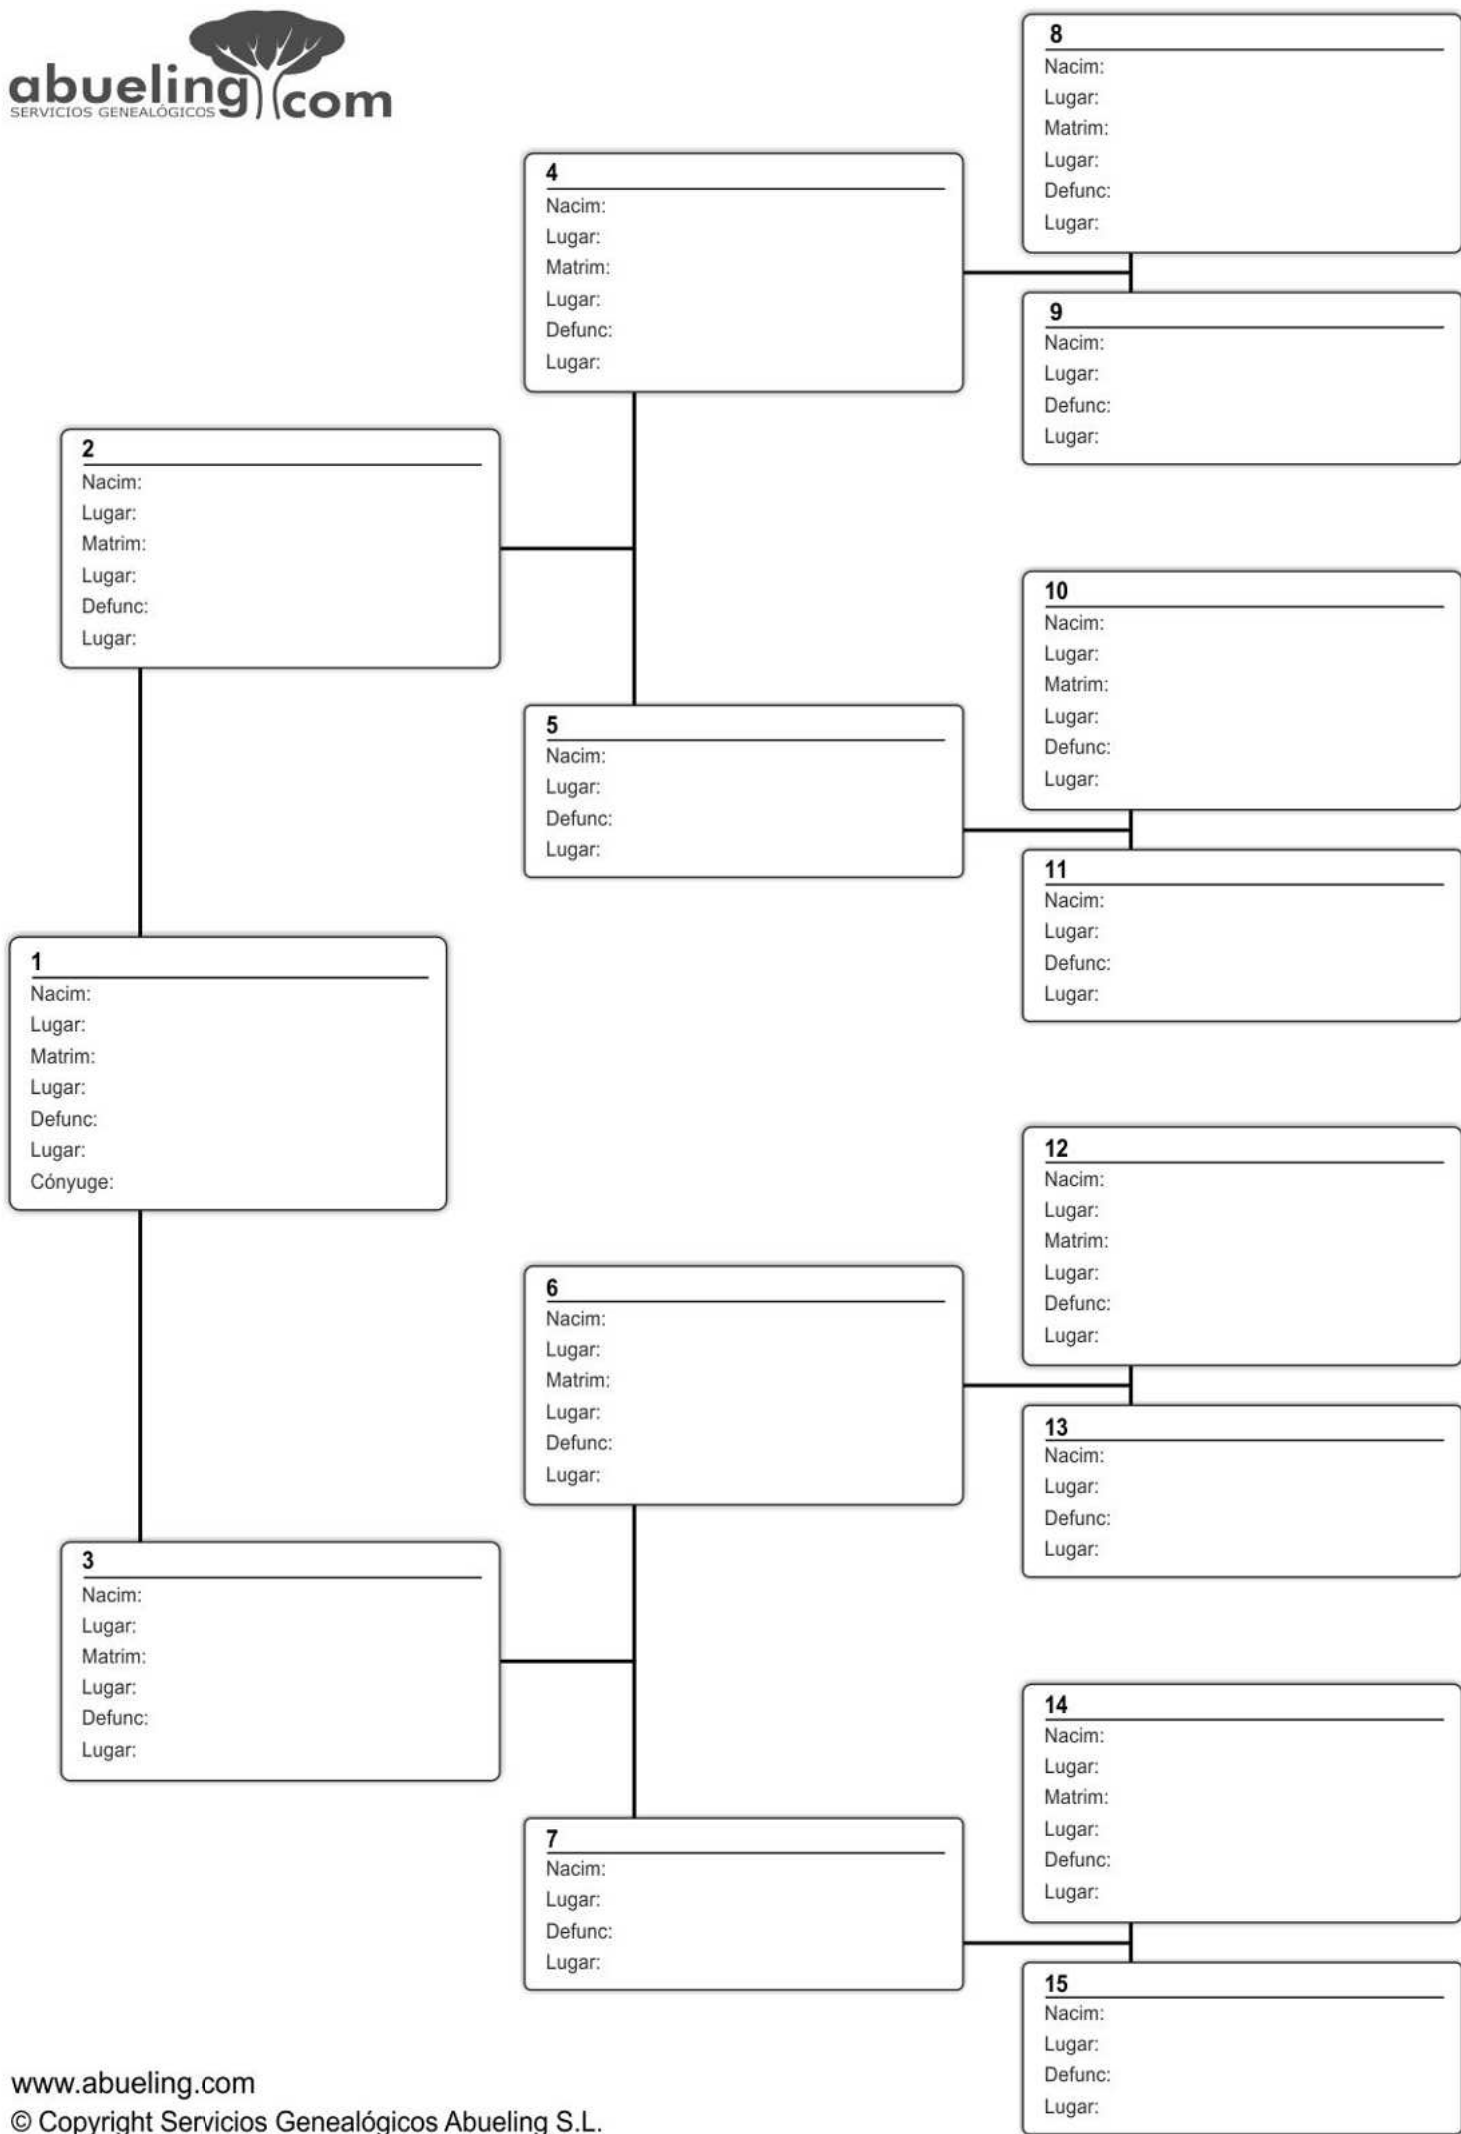 abueling.com
SERVICIOS GENEALÓGICOS
8
Nacim:
Lugar:
Matrim:
Lugar:
Defunc:
Lugar:
4
Nacim:
Lugar:
Matrim:
Lugar:
Defunc:
Lugar:
9
Nacim:
Lugar:
Defunc:
Lugar:
2
Nacim:
Lugar:
Matrim:
Lugar:
Defunc:
Lugar:
10
Nacim:
Lugar:
Matrim:
Lugar:
Defunc:
Lugar:
5
Nacim:
Lugar:
Defunc:
Lugar:
11
Nacim:
Lugar:
Defunc:
Lugar:
1
Nacim:
Lugar:
Matrim:
Lugar:
Defunc:
Lugar:
Cónyuge:
12
Nacim:
Lugar:
Matrim:
Lugar:
Defunc:
Lugar:
6
Nacim:
Lugar:
Matrim:
Lugar:
Defunc:
Lugar:
13
Nacim:
Lugar:
Defunc:
Lugar:
3
Nacim:
Lugar:
Matrim:
Lugar:
Defunc:
Lugar:
14
Nacim:
Lugar:
Matrim:
Lugar:
Defunc:
Lugar:
7
Nacim:
Lugar:
Defunc:
Lugar:
15
Nacim:
Lugar:
Defunc:
Lugar:
www.abueling.com
© Copyright Servicios Genealógicos Abueling S.L.